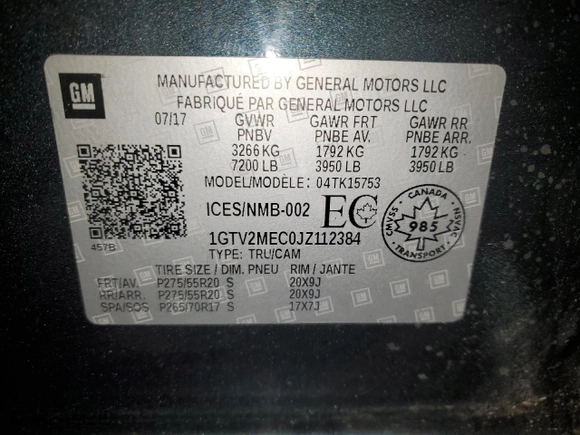 GM
MANUFACTURED BY GENERAL MOTORS LLC
FABRIQUÉ PAR GENERAL MOTORS LLC
07/17 GVWR GAWR FRT GAWR RR
PNBV PNBE AV. PNBE ARR.
3266 KG 1792 KG 1792 KG
7200 LB 3950 LB 3950 LB
MODEL/MODÈLE: 04TK15753
ICES/NMB-002 EC
CANADA
CMVSS 985 NSVAC
TRANSPORT
457B
1GTV2MEC0JZ112384
TYPE: TRU/CAM
TIRE SIZE / DIM. PNEU RIM / JANTE
FRT/AV. P275/55R20 S 20X9J
RR/ARR. P275/55R20 S 20X9J
SPA/SOS P265/70R17 S 17X7J